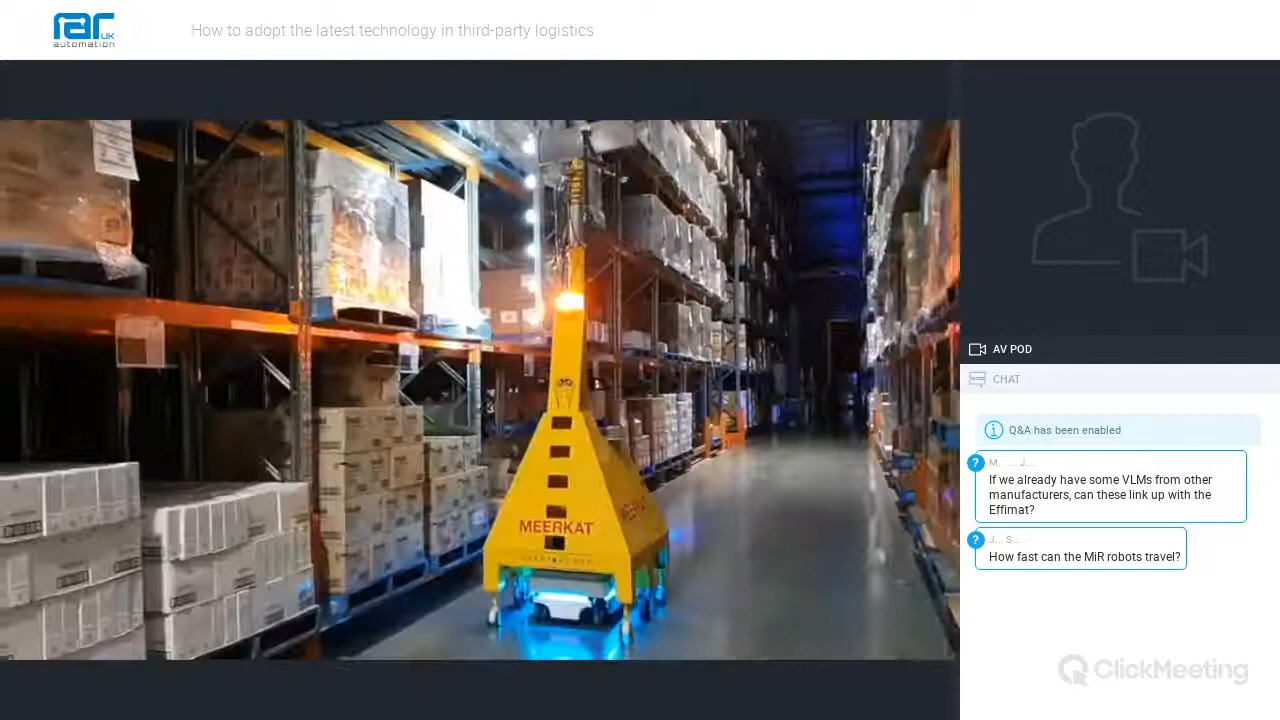 rar UK
automation
How to adopt the latest technology in third-party logistics
MEERKAT
AV POD
CHAT
Q&A has been enabled
If we already have some VLMs from other
manufacturers, can these link up with the
Effimat?
J... S...
How fast can the MiR robots travel?
ClickMeeting